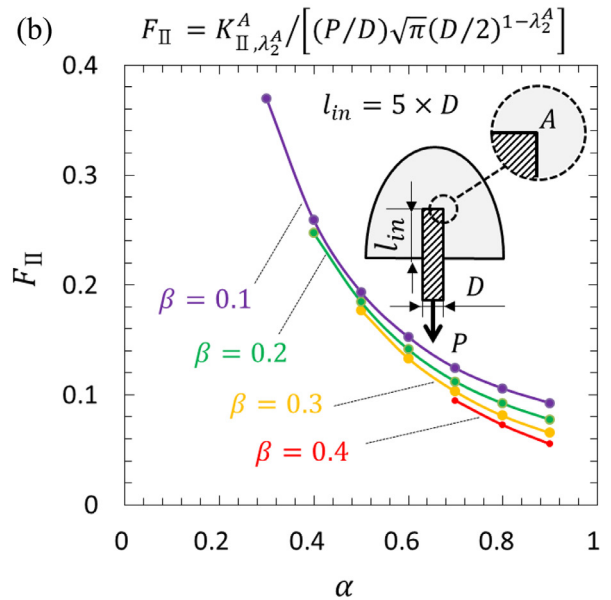 (b)
F_II = K^A_{II,λ_2^A}/[(P/D)√π(D/2)^{1−λ_2^A}]
0.4
0.3
0.2
0.1
0
F_II
l_in = 5 × D
A
l_in
D
P
β = 0.1
β = 0.2
β = 0.3
β = 0.4
0
0.2
0.4
0.6
0.8
1
α